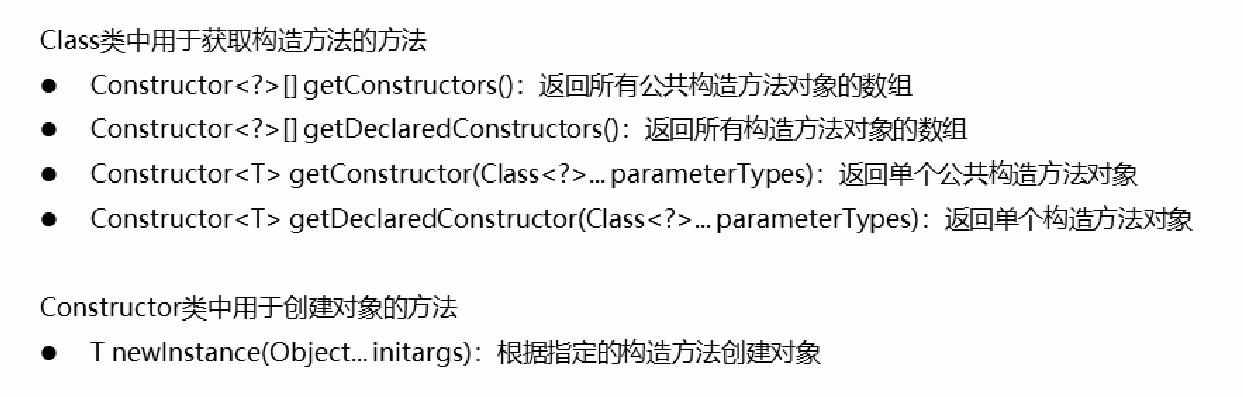 Class类中用于获取构造方法的方法
● Constructor<?>[] getConstructors()：返回所有公共构造方法对象的数组
● Constructor<?>[] getDeclaredConstructors()：返回所有构造方法对象的数组
● Constructor<T> getConstructor(Class<?>... parameterTypes)：返回单个公共构造方法对象
● Constructor<T> getDeclaredConstructor(Class<?>... parameterTypes)：返回单个构造方法对象
Constructor类中用于创建对象的方法
● T newInstance(Object... initargs)：根据指定的构造方法创建对象